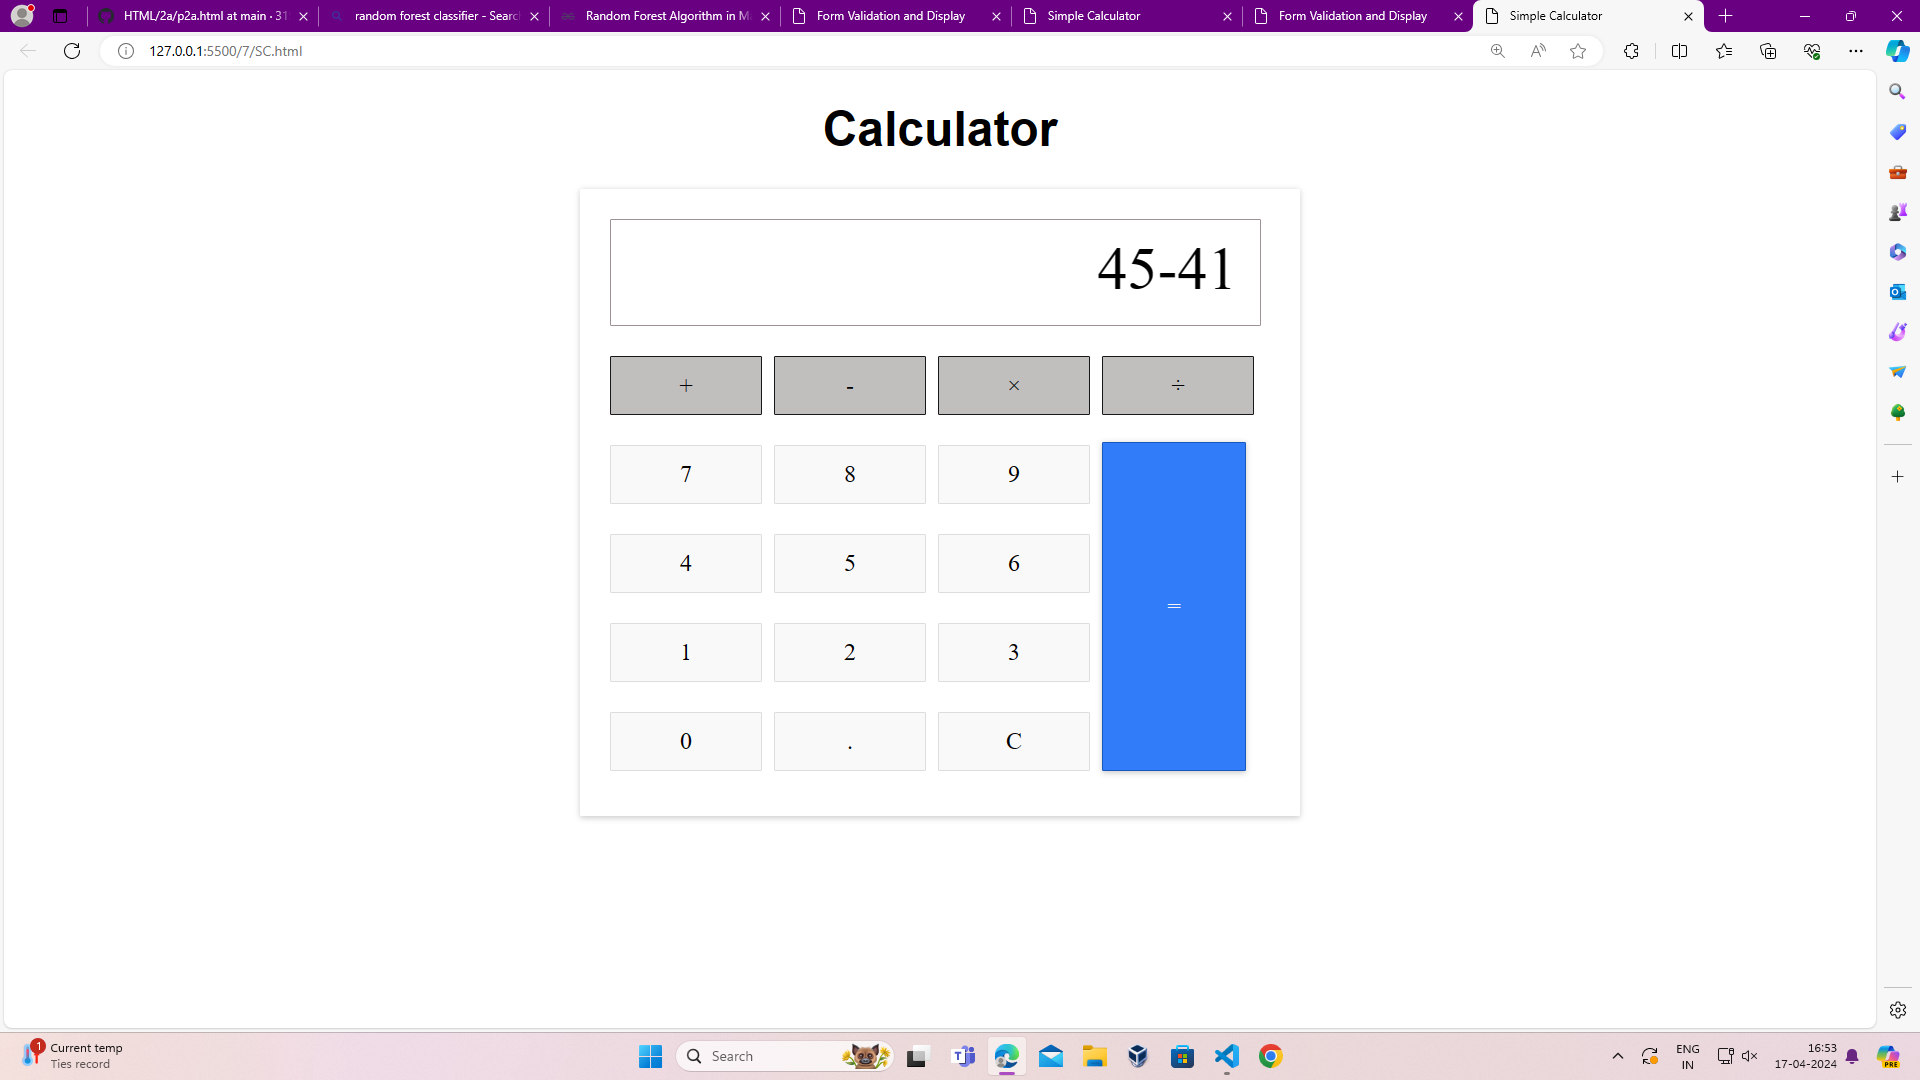 HTML/2a/p2a.html at main · 31
random forest classifier - Search
Random Forest Algorithm in Ma
Form Validation and Display
Simple Calculator
Form Validation and Display
Simple Calculator
127.0.0.1:5500/7/SC.html
Calculator
45-41
+ - × ÷
7 8 9
4 5 6
=
1 2 3
0 . C
1
Current temp
Ties record
Search
ENG
IN
16:53
17-04-2024
PRE